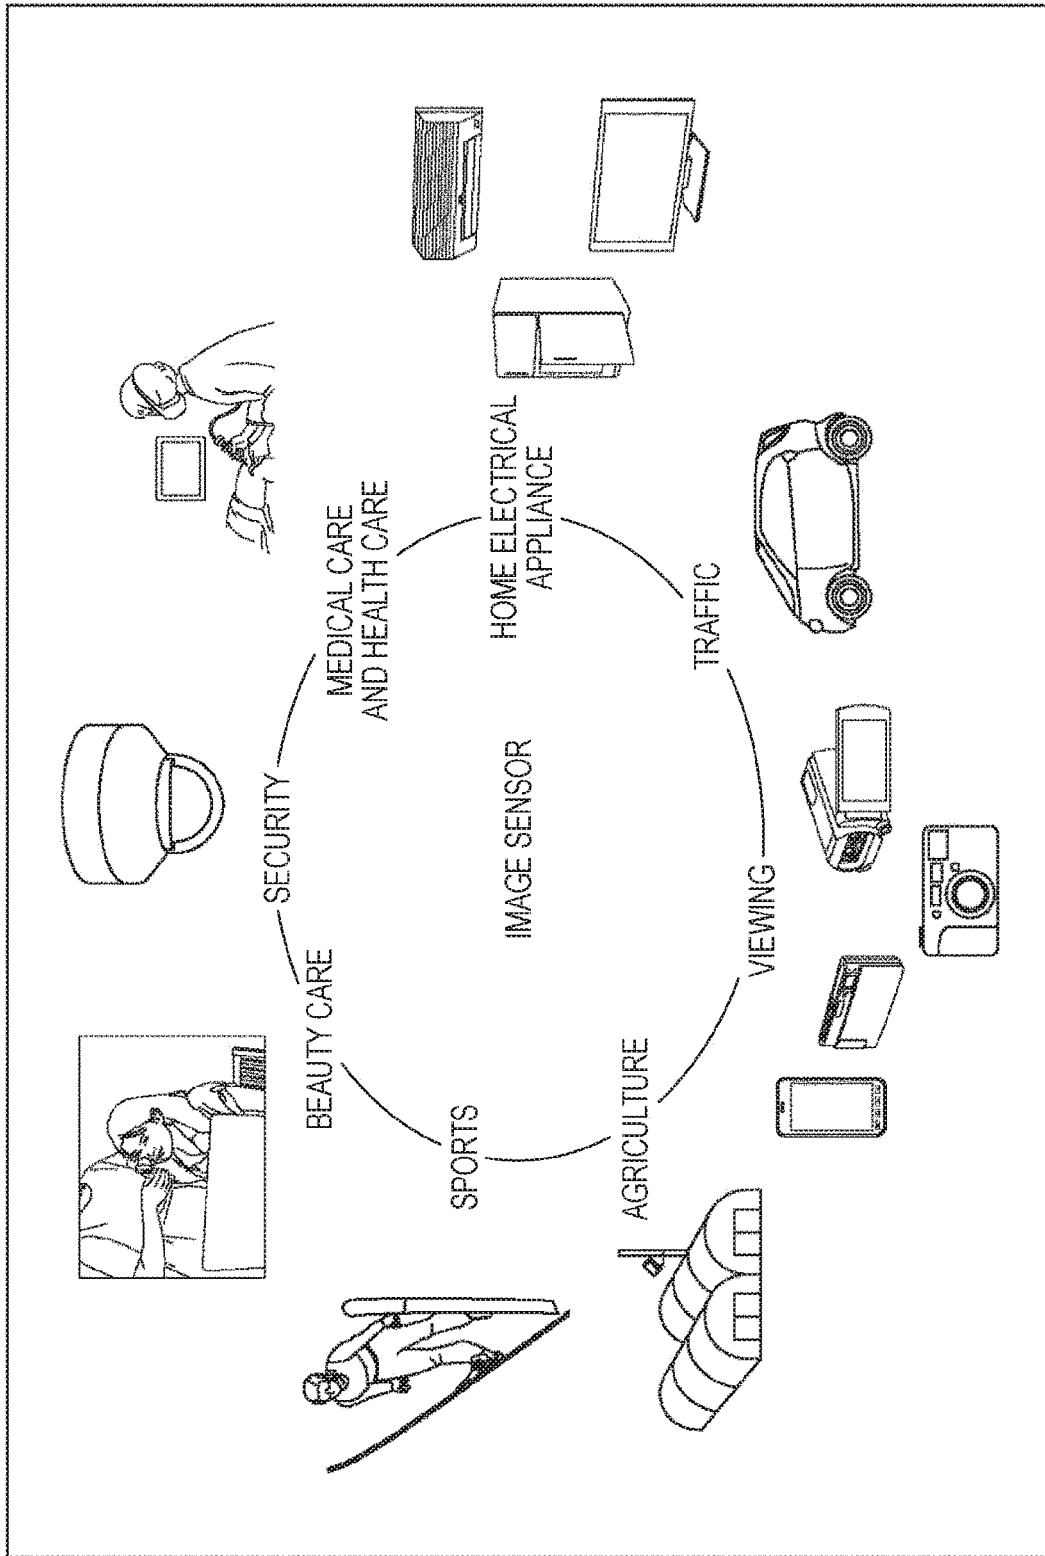 SECURITY
BEAUTY CARE
MEDICAL CARE
AND HEALTH CARE
SPORTS
IMAGE SENSOR
HOME ELECTRICAL
APPLIANCE
AGRICULTURE
TRAFFIC
VIEWING